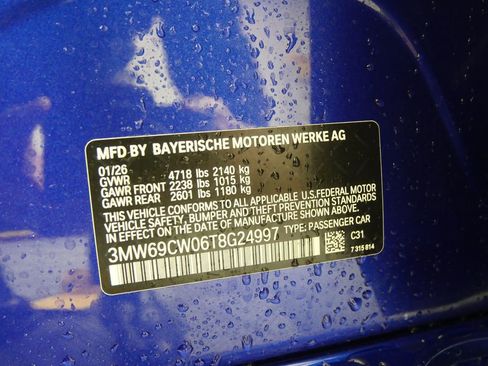 MFD BY BAYERISCHE MOTOREN WERKE AG
01/26
GVWR 4718 lbs 2140 kg
GAWR FRONT 2238 lbs 1015 kg
GAWR REAR 2601 lbs 1180 kg
THIS VEHICLE CONFORMS TO ALL APPLICABLE U.S.FEDERAL MOTOR
VEHICLE SAFETY, BUMPER, AND THEFT PREVENTION STANDARDS
IN EFFECT ON THE DATE OF MANUFACTURE SHOWN ABOVE.
3MW69CW06T8G24997 TYPE: PASSENGER CAR
C31
7 315 814